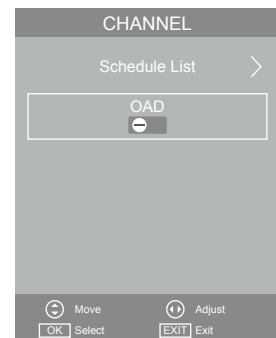 CHANNEL
Schedule List
OAD
Move Adjust
OK Select EXIT Exit